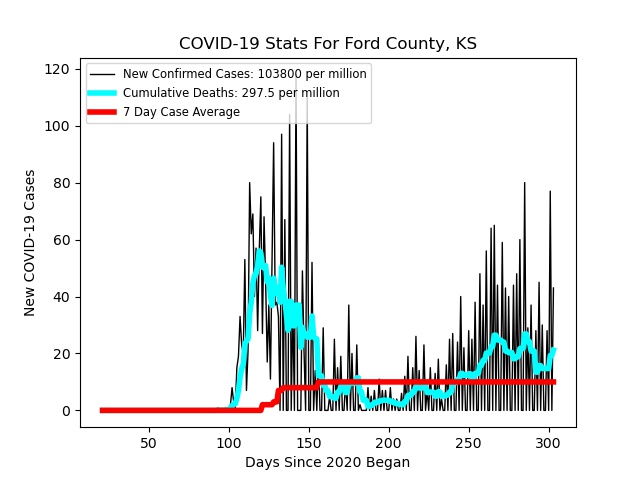 COVID-19 Stats For Ford County, KS
New Confirmed Cases: 103800 per million
Cumulative Deaths: 297.5 per million
7 Day Case Average
120
100
80
60
40
20
0
New COVID-19 Cases
50 100 150 200 250 300
Days Since 2020 Began